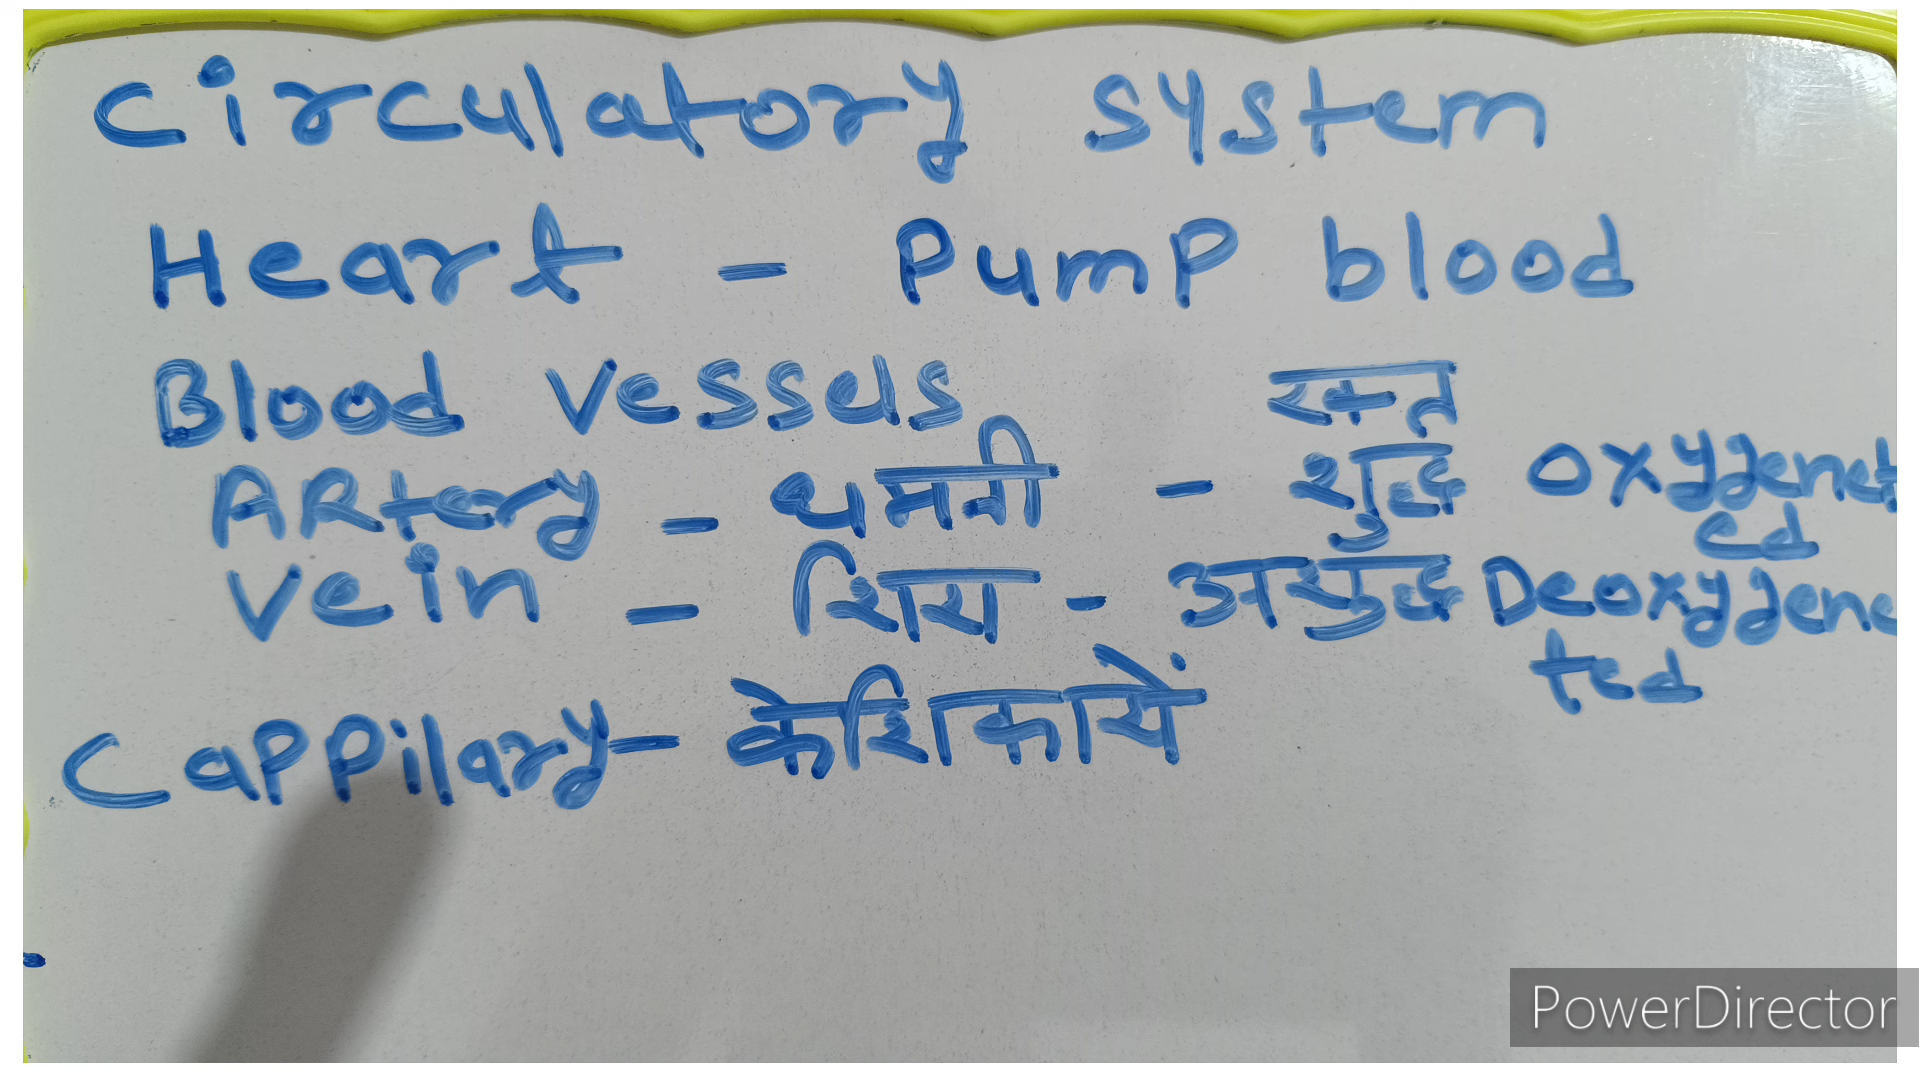 Circulatory system
Heart - Pump blood
Blood vessels रक्त
ARtery - धमनी - शुद्ध oxygenet
ed
Vein - शिरा - अशुद्ध Deoxygene
ted
Cappilary - केशिकायें
PowerDirector